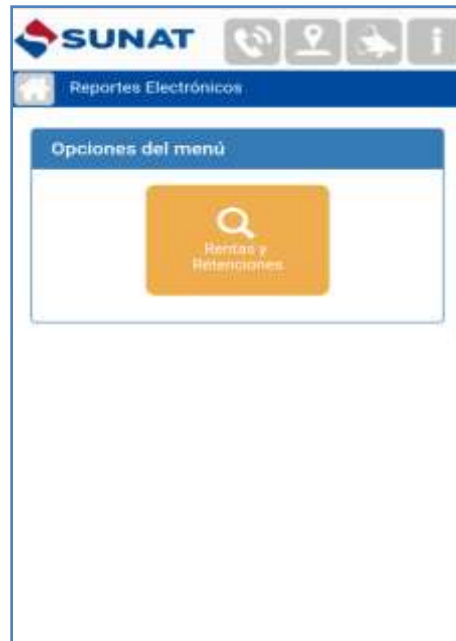 SUNAT
i
Reportes Electrónicos
Opciones del menú
Rentas y
Retenciones